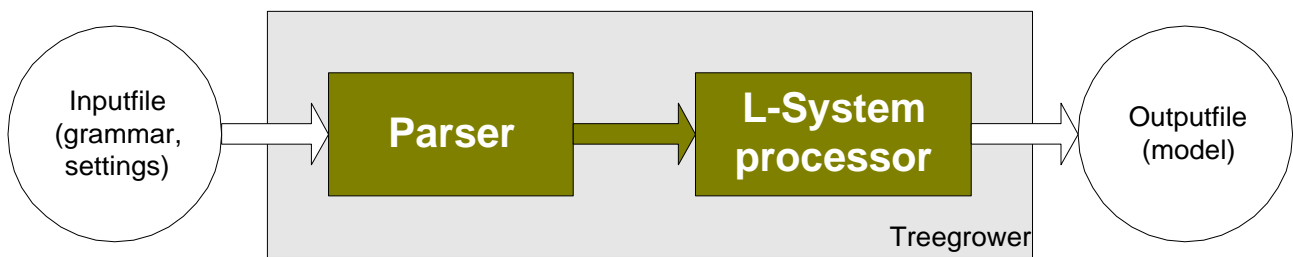 Inputfile
(grammar,
settings)
Parser
L-System
processor
Outputfile
(model)
Treegrower